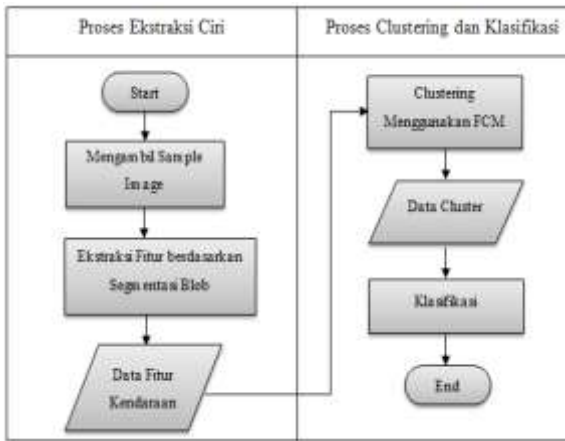 Proses Ekstraksi Ciri
Start
Mengambil Sample
Image
Ekstraksi Fitur berdasarkan
Segmentasi Blob
Data Fitur
Kendaraan
Proses Clustering dan Klasifikasi
Clustering
Menggunakan FCM
Data Cluster
Klasifikasi
End